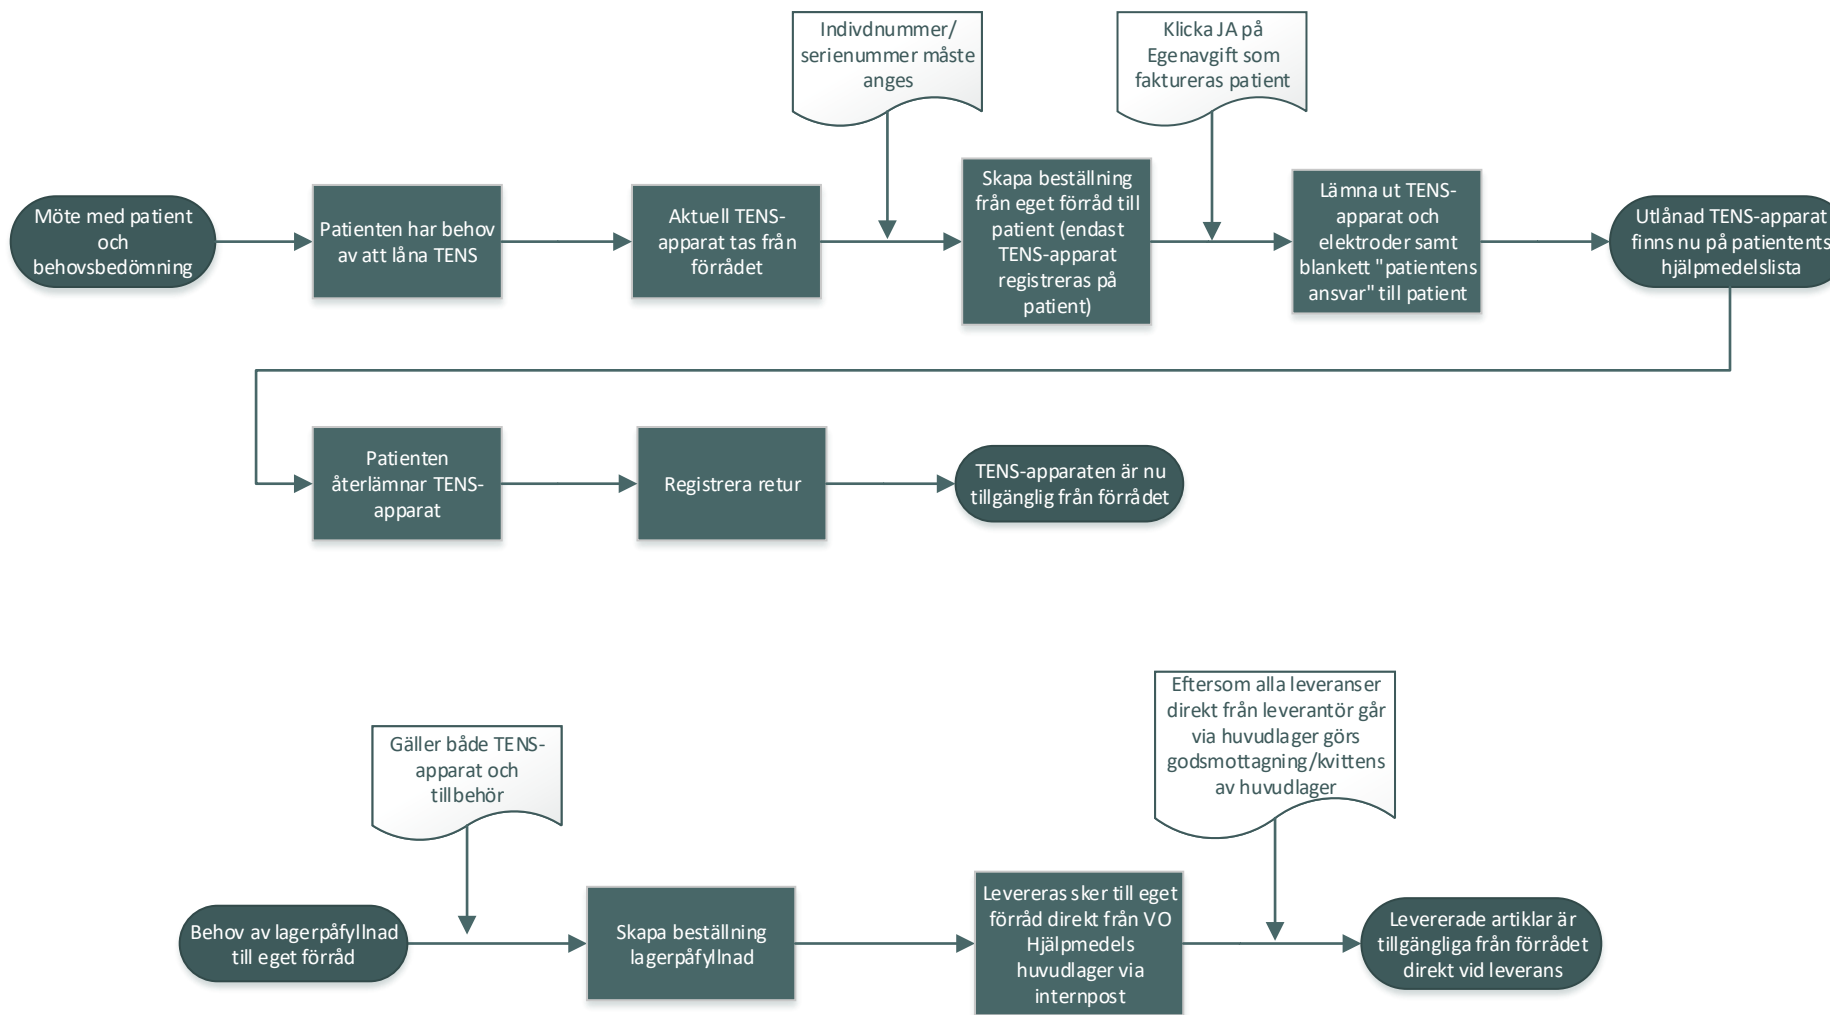 Indivdnummer/
serienummer måste
anges
Klicka JA på
Egenavgift som
faktureras patient
Möte med patient
och
behovsbedömning
Patienten har behov
av att låna TENS
Aktuell TENS-
apparat tas från
förrådet
Skapa beställning
från eget förråd till
patient (endast
TENS-apparat
registreras på
patient)
Lämna ut TENS-
apparat och
elektroder samt
blankett "patientens
ansvar" till patient
Utlånad TENS-apparat
finns nu på patientents
hjälpmedelslista
Patienten
återlämnar TENS-
apparat
Registrera retur
TENS-apparaten är nu
tillgänglig från förrådet
Gäller både TENS-
apparat och
tillbehör
Eftersom alla leveranser
direkt från leverantör går
via huvudlager görs
godsmottagning/kvittens
av huvudlager
Behov av lagerpåfyllnad
till eget förråd
Skapa beställning
lagerpåfyllnad
Levereras sker till eget
förråd direkt från VO
Hjälpmedels
huvudlager via
internpost
Levererade artiklar är
tillgängliga från förrådet
direkt vid leverans